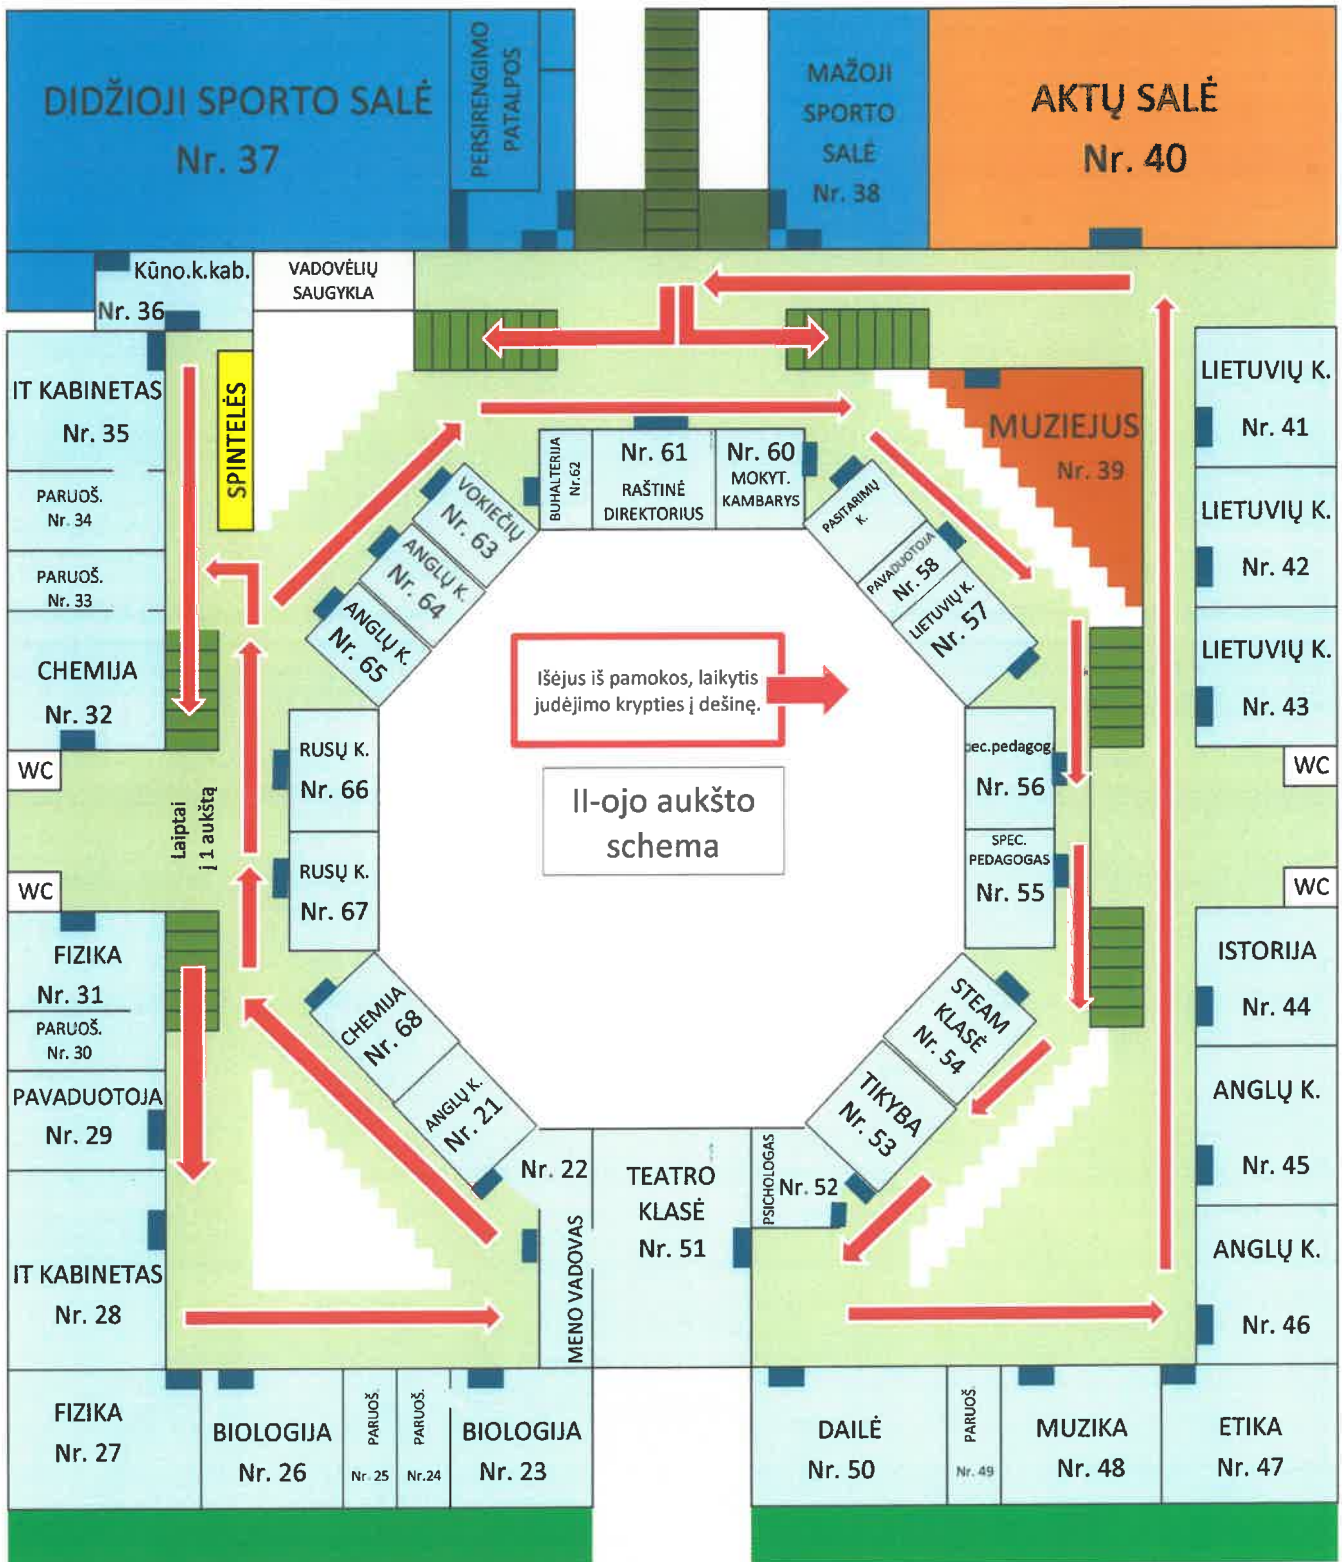 DIDŽIOJI SPORTO SALĖ
Nr. 37
PERSIRENGIMO
PATALPOS
MAŽOJI
SPORTO
SALĖ
Nr. 38
AKTŲ SALĖ
Nr. 40
Kūno.k.kab.
Nr. 36
VADOVĖLIŲ
SAUGYKLA
IT KABINETAS
Nr. 35
SPINTELĖS
PARUOŠ.
Nr. 34
PARUOŠ.
Nr. 33
CHEMIJA
Nr. 32
WC
Laiptai
į 1 aukštą
WC
FIZIKA
Nr. 31
PARUOŠ.
Nr. 30
PAVADUOTOJA
Nr. 29
IT KABINETAS
Nr. 28
FIZIKA
Nr. 27
BIOLOGIJA
Nr. 26
PARUOŠ.
Nr. 25
PARUOŠ.
Nr.24
BIOLOGIJA
Nr. 23
VOKIEČIŲ
Nr. 63
ANGLŲ K.
Nr. 64
ANGLŲ K.
Nr. 65
RUSŲ K.
Nr. 66
RUSŲ K.
Nr. 67
CHEMIJA
Nr. 68
ANGLŲ K.
Nr. 21
Nr. 22
MENO VADOVAS
TEATRO
KLASĖ
Nr. 51
BUHALTERIJA
Nr.62
Nr. 61
RAŠTINĖ
DIREKTORIUS
Nr. 60
MOKYT.
KAMBARYS
PASITARIMŲ
K.
PAVADUOTOJA
Nr. 58
LIETUVIŲ K.
Nr. 57
Išėjus iš pamokos, laikytis
judėjimo krypties į dešinę.
II-ojo aukšto
schema
ec.pedagog.
Nr. 56
SPEC.
PEDAGOGAS
Nr. 55
STEAM
KLASĖ
Nr. 54
TIKYBA
Nr. 53
PSICHOLOGAS
Nr. 52
MUZIEJUS
Nr. 39
LIETUVIŲ K.
Nr. 41
LIETUVIŲ K.
Nr. 42
LIETUVIŲ K.
Nr. 43
WC
WC
ISTORIJA
Nr. 44
ANGLŲ K.
Nr. 45
ANGLŲ K.
Nr. 46
DAILĖ
Nr. 50
PARUOŠ.
Nr. 49
MUZIKA
Nr. 48
ETIKA
Nr. 47